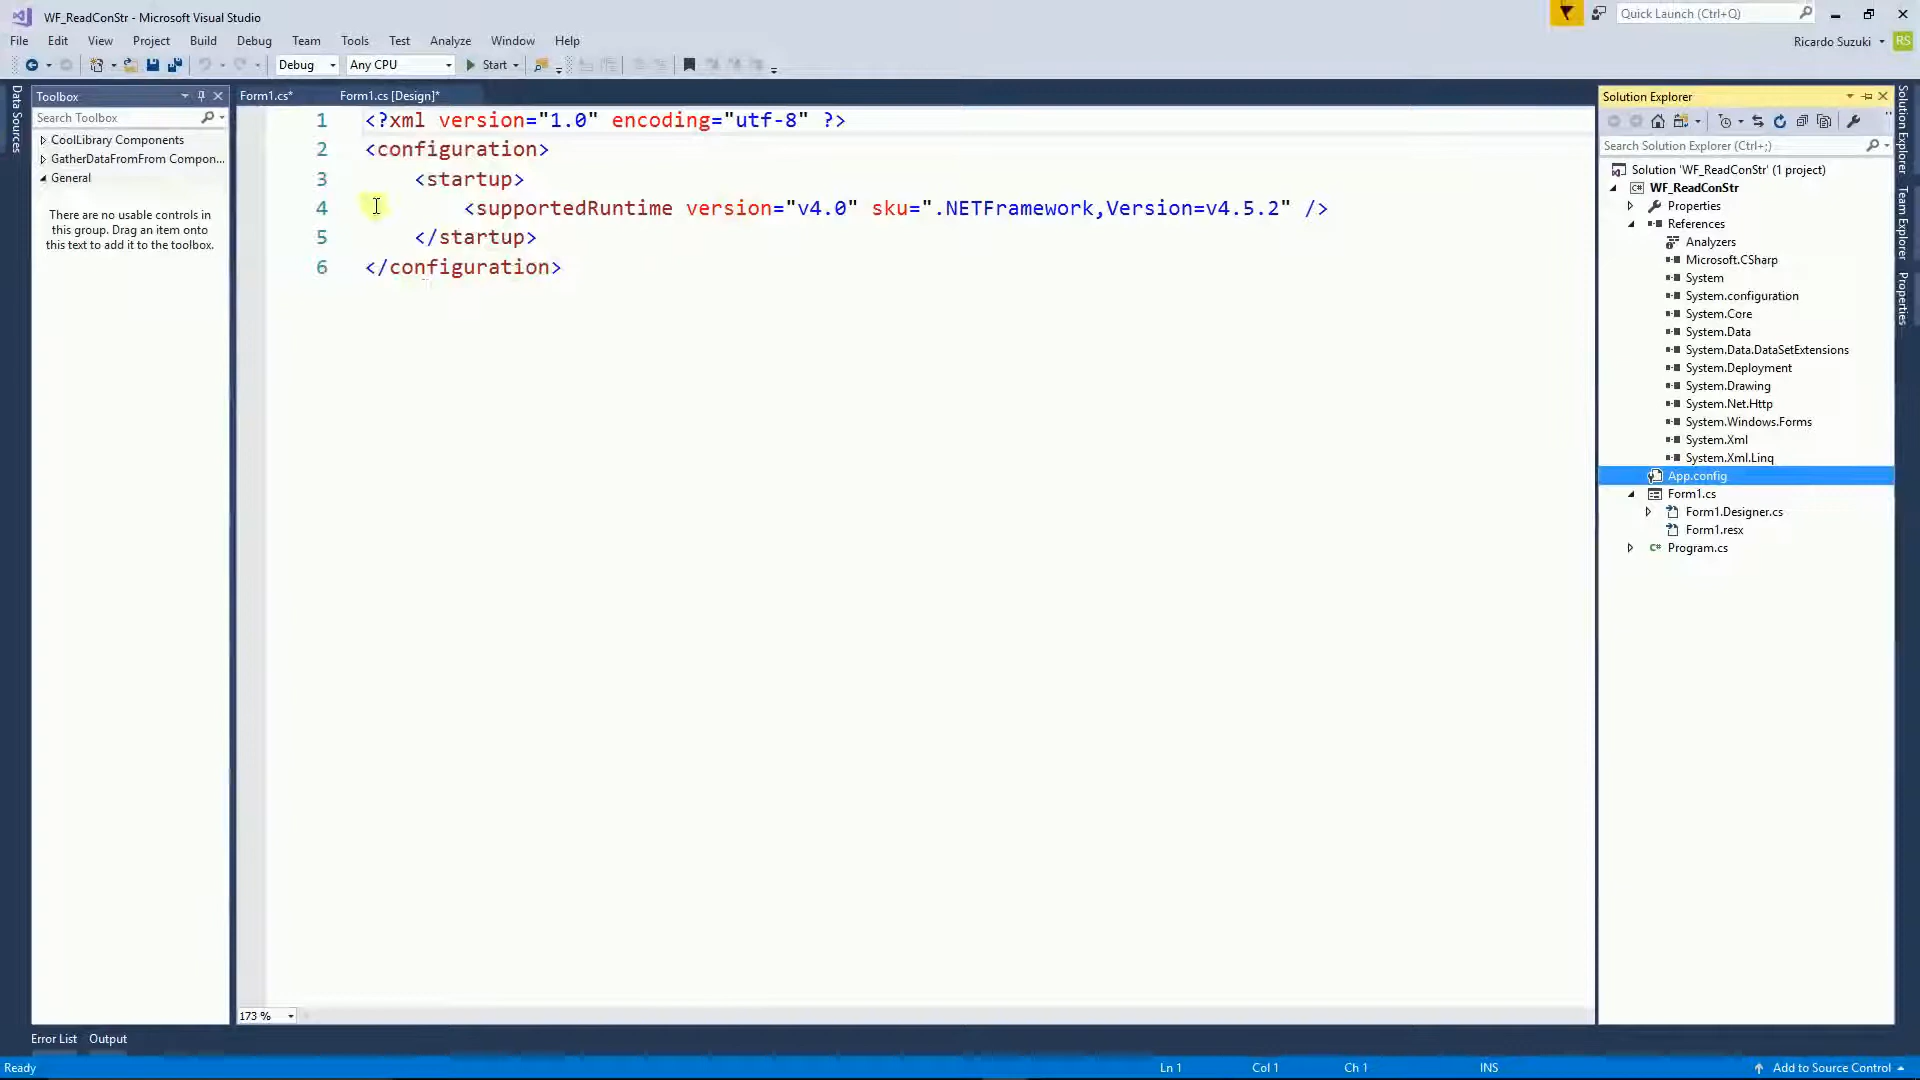 WF_ReadConStr - Microsoft Visual Studio
Quick Launch (Ctrl+Q)
File Edit View Project Build Debug Team Tools Test Analyze Window Help
Ricardo Suzuki RS
Debug Any CPU Start
Data Sources
Toolbox
Search Toolbox
CoolLibrary Components
GatherDataFromFrom Compon...
General
There are no usable controls in
this group. Drag an item onto
this text to add it to the toolbox.
Form1.cs* Form1.cs [Design]*
1 <?xml version="1.0" encoding="utf-8" ?>
2 <configuration>
3 <startup>
4 <supportedRuntime version="v4.0" sku=".NETFramework,Version=v4.5.2" />
5 </startup>
6 </configuration>
173 %
Solution Explorer
Search Solution Explorer (Ctrl+;)
Solution 'WF_ReadConStr' (1 project)
C# WF_ReadConStr
Properties
References
Analyzers
Microsoft.CSharp
System
System.configuration
System.Core
System.Data
System.Data.DataSetExtensions
System.Deployment
System.Drawing
System.Net.Http
System.Windows.Forms
System.Xml
System.Xml.Linq
App.config
Form1.cs
Form1.Designer.cs
Form1.resx
C# Program.cs
Solution Explorer
Team Explorer
Properties
Error List Output
Ready Ln 1 Col 1 Ch 1 INS Add to Source Control